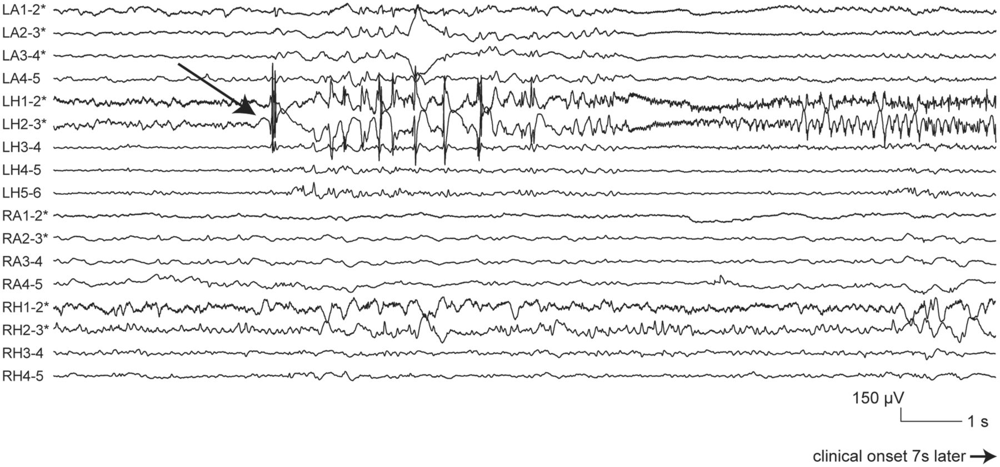 LA1-2*
LA2-3*
LA3-4*
LA4-5
LH1-2*
LH2-3*
LH3-4
LH4-5
LH5-6
RA1-2*
RA2-3*
RA3-4
RA4-5
RH1-2*
RH2-3*
RH3-4
RH4-5
150 µV
1 s
clinical onset 7s later